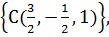 {C(3/2, −1/2, 1)},